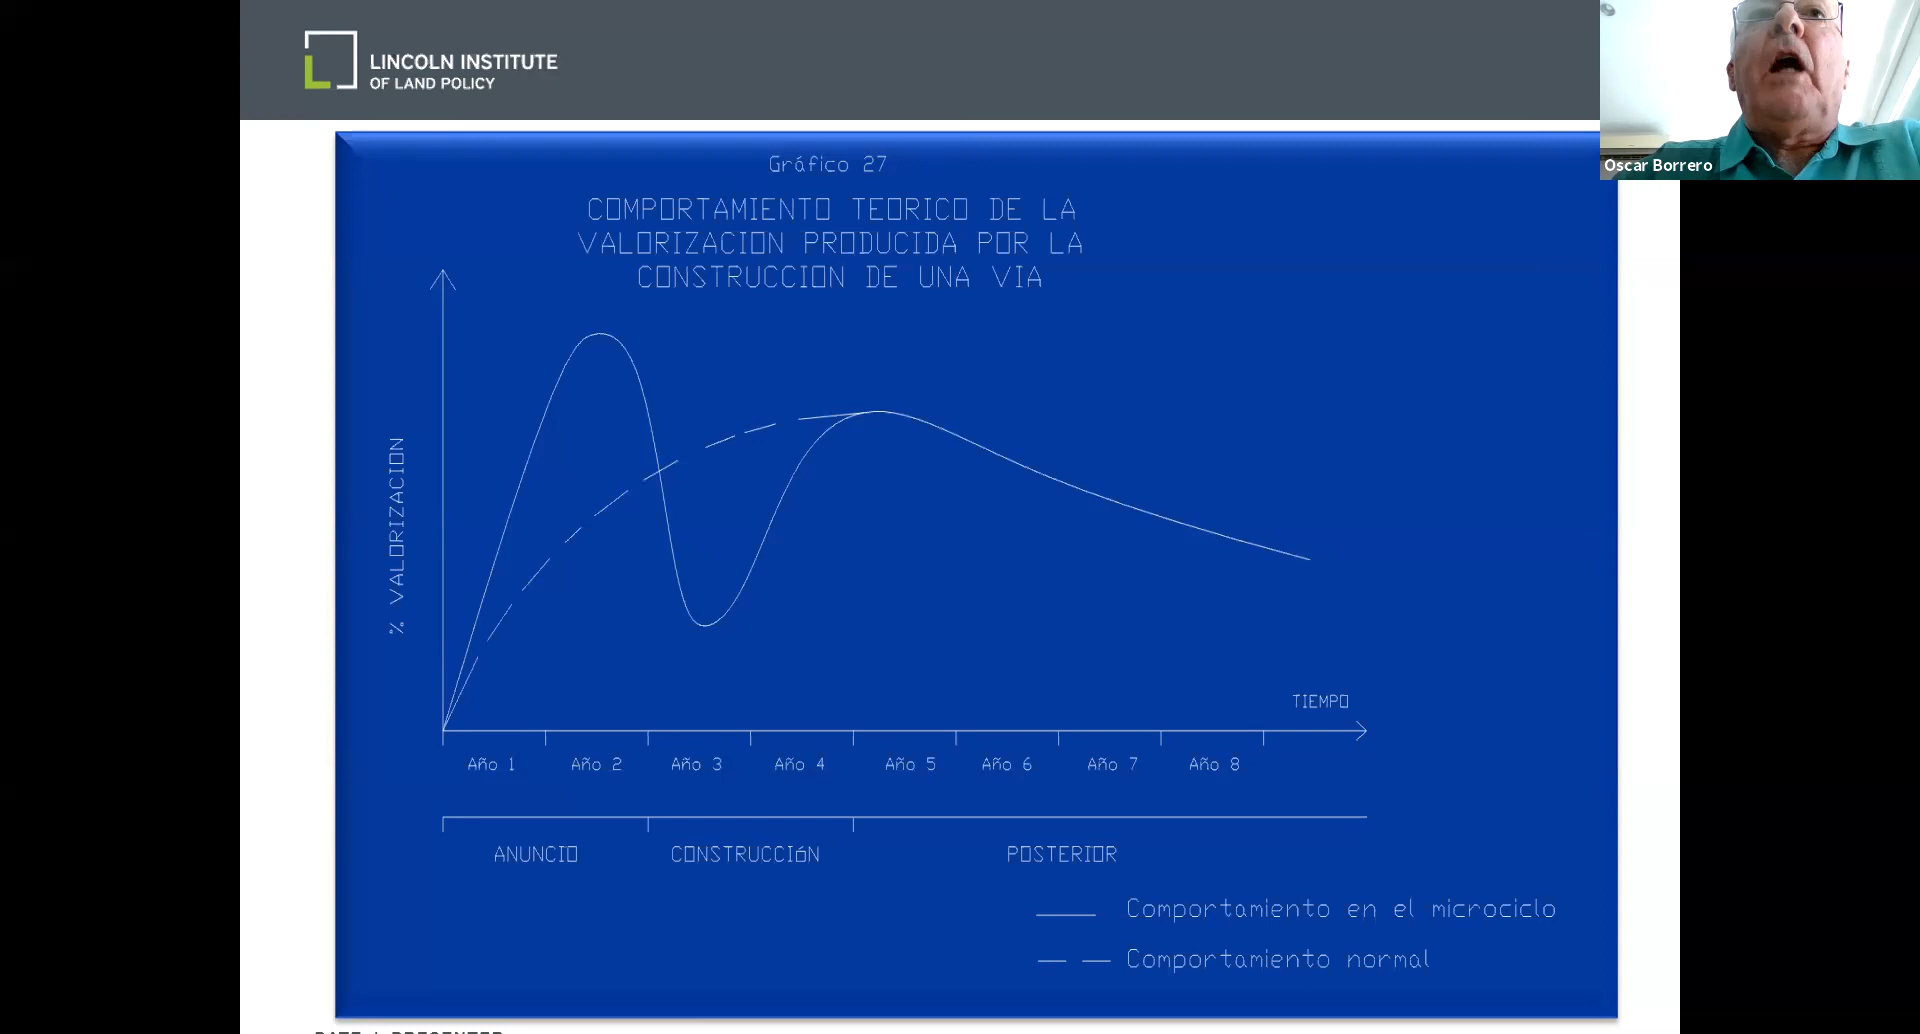 LINCOLN INSTITUTE
OF LAND POLICY
Oscar Borrero
Gráfico 27
COMPORTAMIENTO TEORICO DE LA
VALORIZACION PRODUCIDA POR LA
CONSTRUCCION DE UNA VIA
% VALORIZACION
TIEMPO
Año 1 Año 2 Año 3 Año 4 Año 5 Año 6 Año 7 Año 8
ANUNCIO CONSTRUCCIóN POSTERIOR
Comportamiento en el microciclo
Comportamiento normal